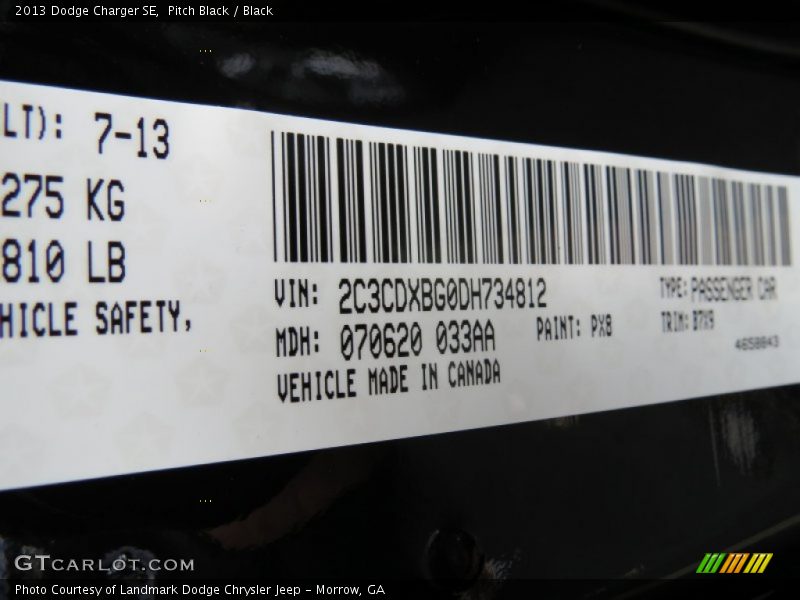 2013 Dodge Charger SE, Pitch Black / Black
LT): 7-13
275 KG
810 LB
HICLE SAFETY,
VIN: 2C3CDXBG0DH734812
TYPE: PASSENGER CAR
MDH: 070620 033AA
PAINT: PX8
TRIM: B7X9
4658843
VEHICLE MADE IN CANADA
GTCARLOT.COM
Photo Courtesy of Landmark Dodge Chrysler Jeep - Morrow, GA